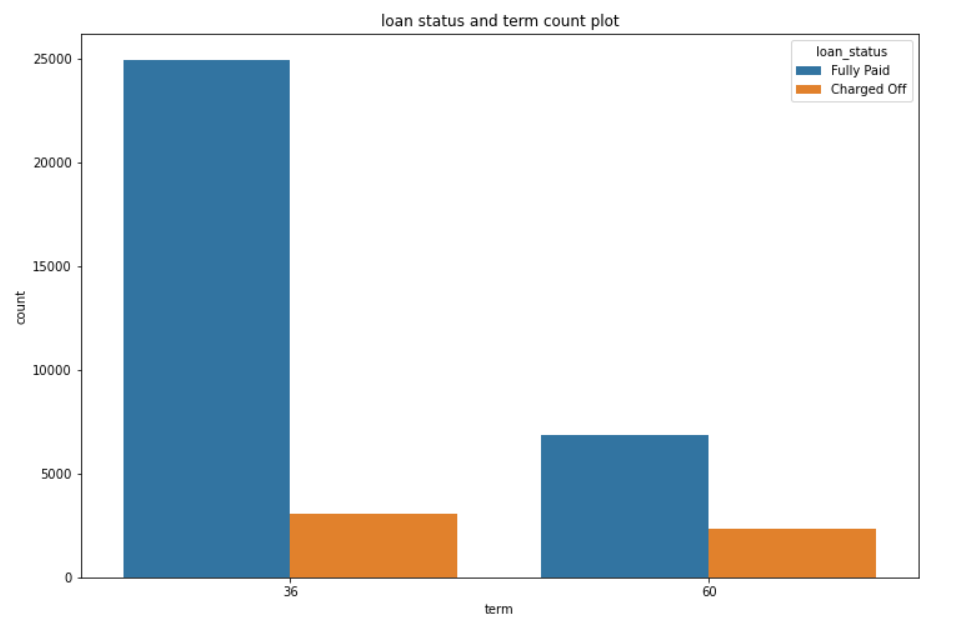 loan status and term count plot
loan_status
Fully Paid
Charged Off
25000
20000
15000
10000
5000
0
count
36
60
term